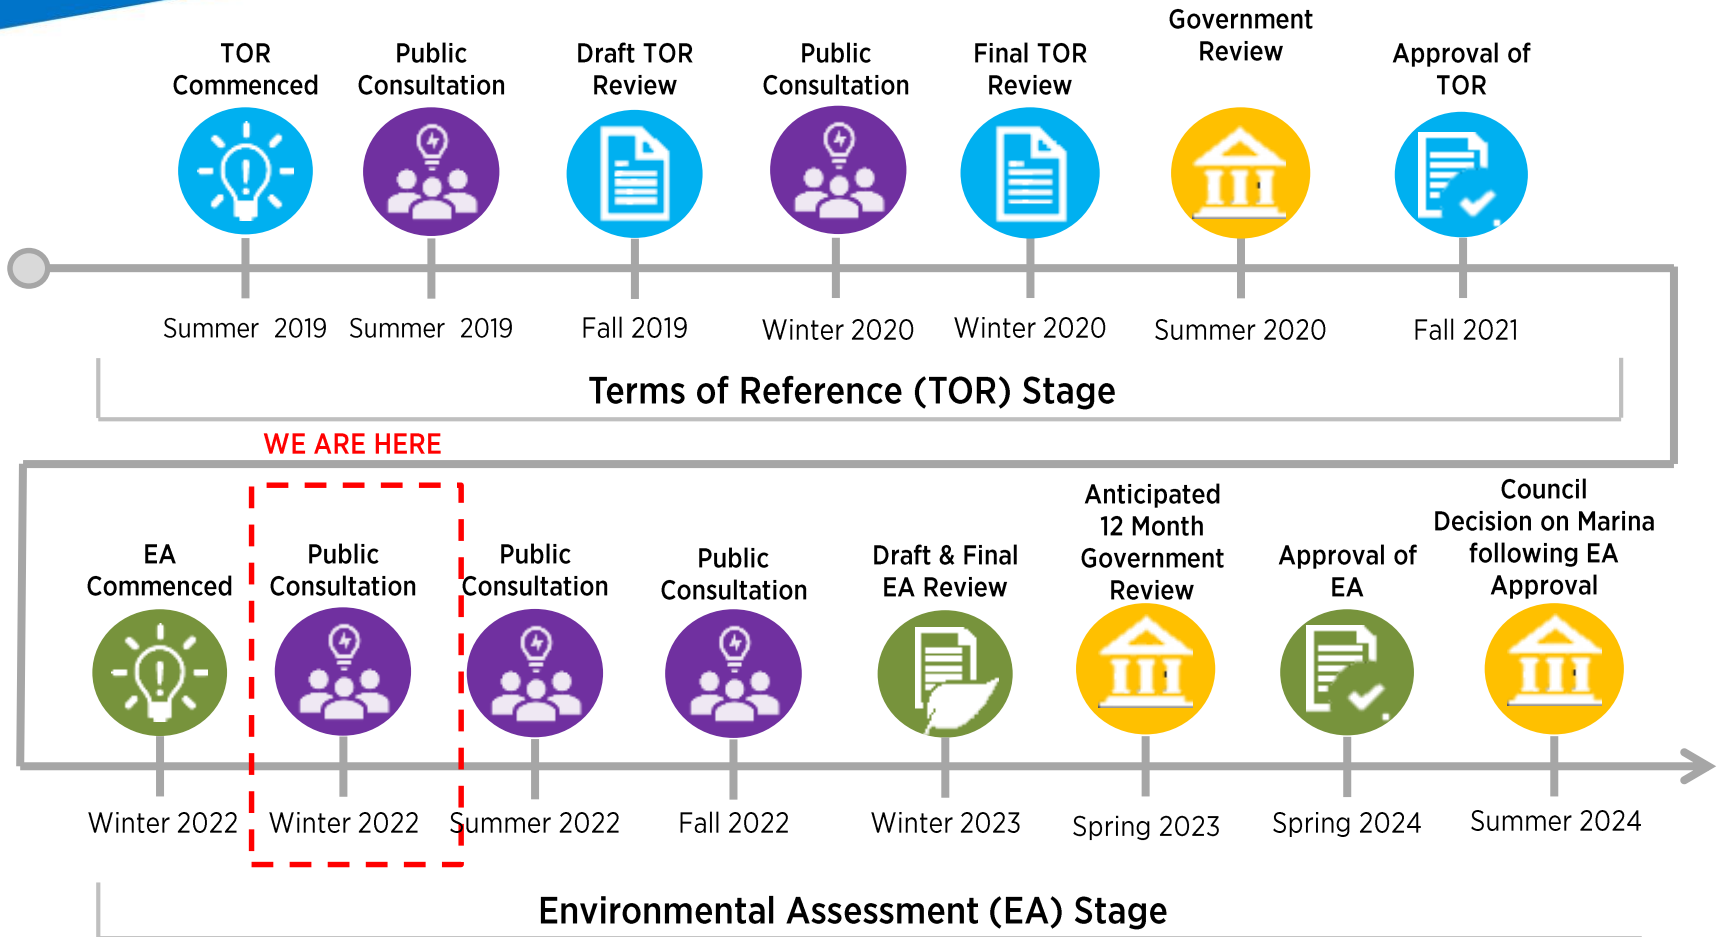 TOR
Commenced
Public
Consultation
Draft TOR
Review
Public
Consultation
Final TOR
Review
Government
Review
Approval of
TOR
Summer 2019
Summer 2019
Fall 2019
Winter 2020
Winter 2020
Summer 2020
Fall 2021
Terms of Reference (TOR) Stage
WE ARE HERE
EA
Commenced
Public
Consultation
Public
Consultation
Public
Consultation
Draft & Final
EA Review
Anticipated
12 Month
Government
Review
Approval of
EA
Council
Decision on Marina
following EA
Approval
Winter 2022
Winter 2022
Summer 2022
Fall 2022
Winter 2023
Spring 2023
Spring 2024
Summer 2024
Environmental Assessment (EA) Stage